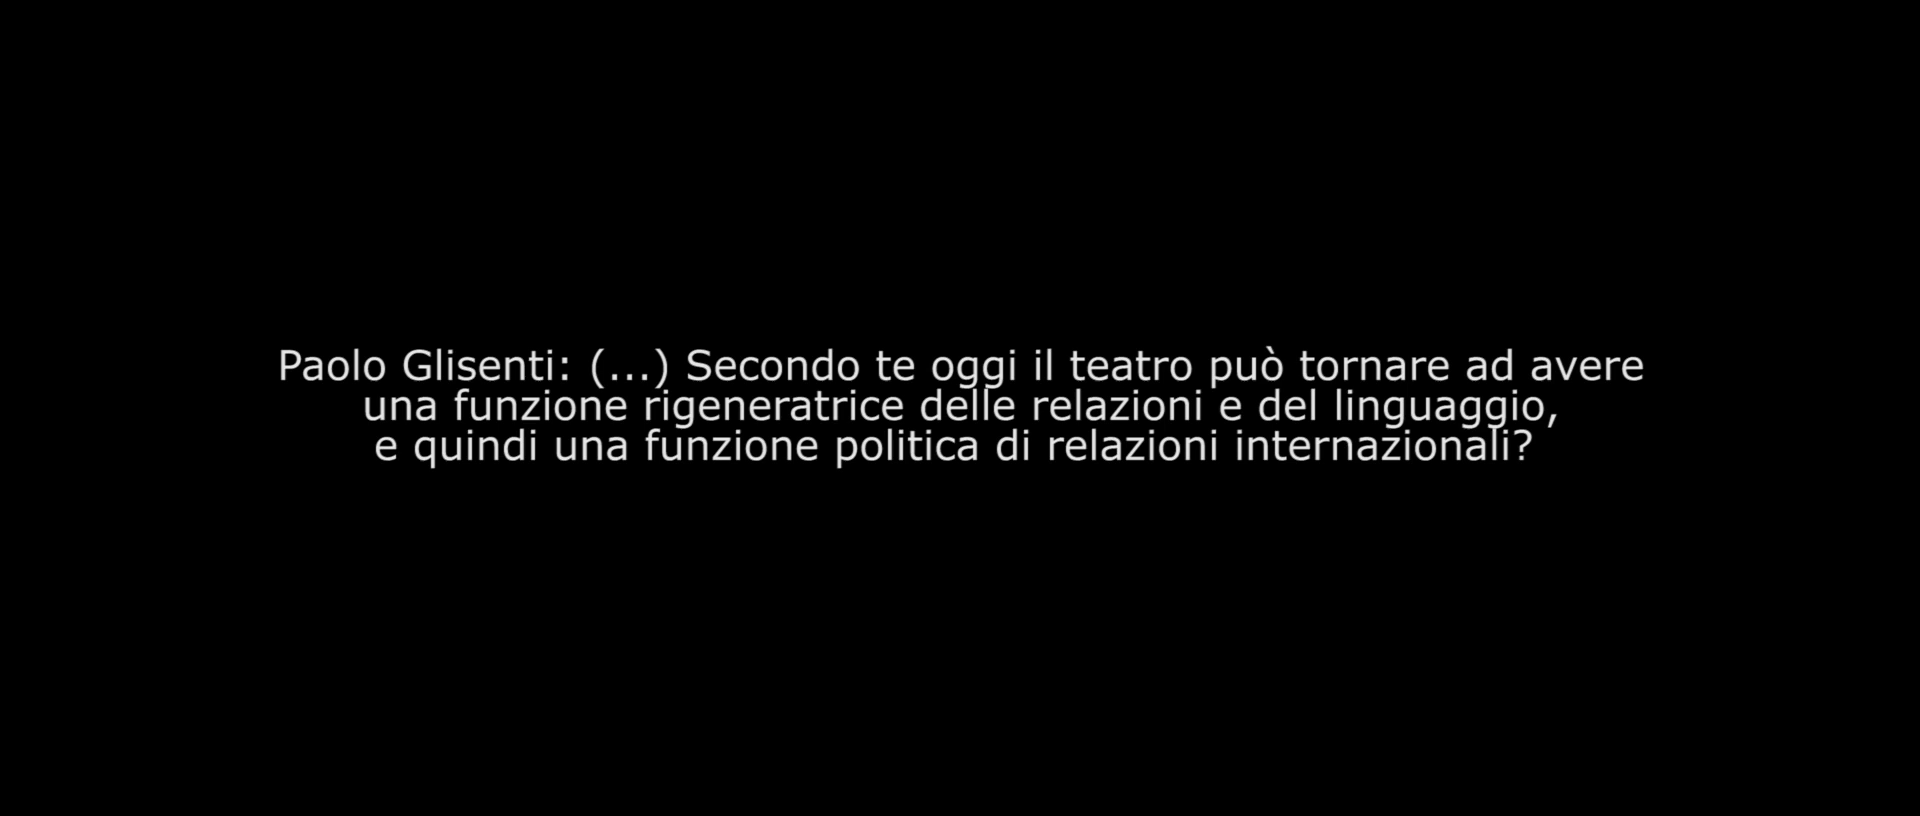 Paolo Glisenti: (...) Secondo te oggi il teatro può tornare ad avere
una funzione rigeneratrice delle relazioni e del linguaggio,
e quindi una funzione politica di relazioni internazionali?